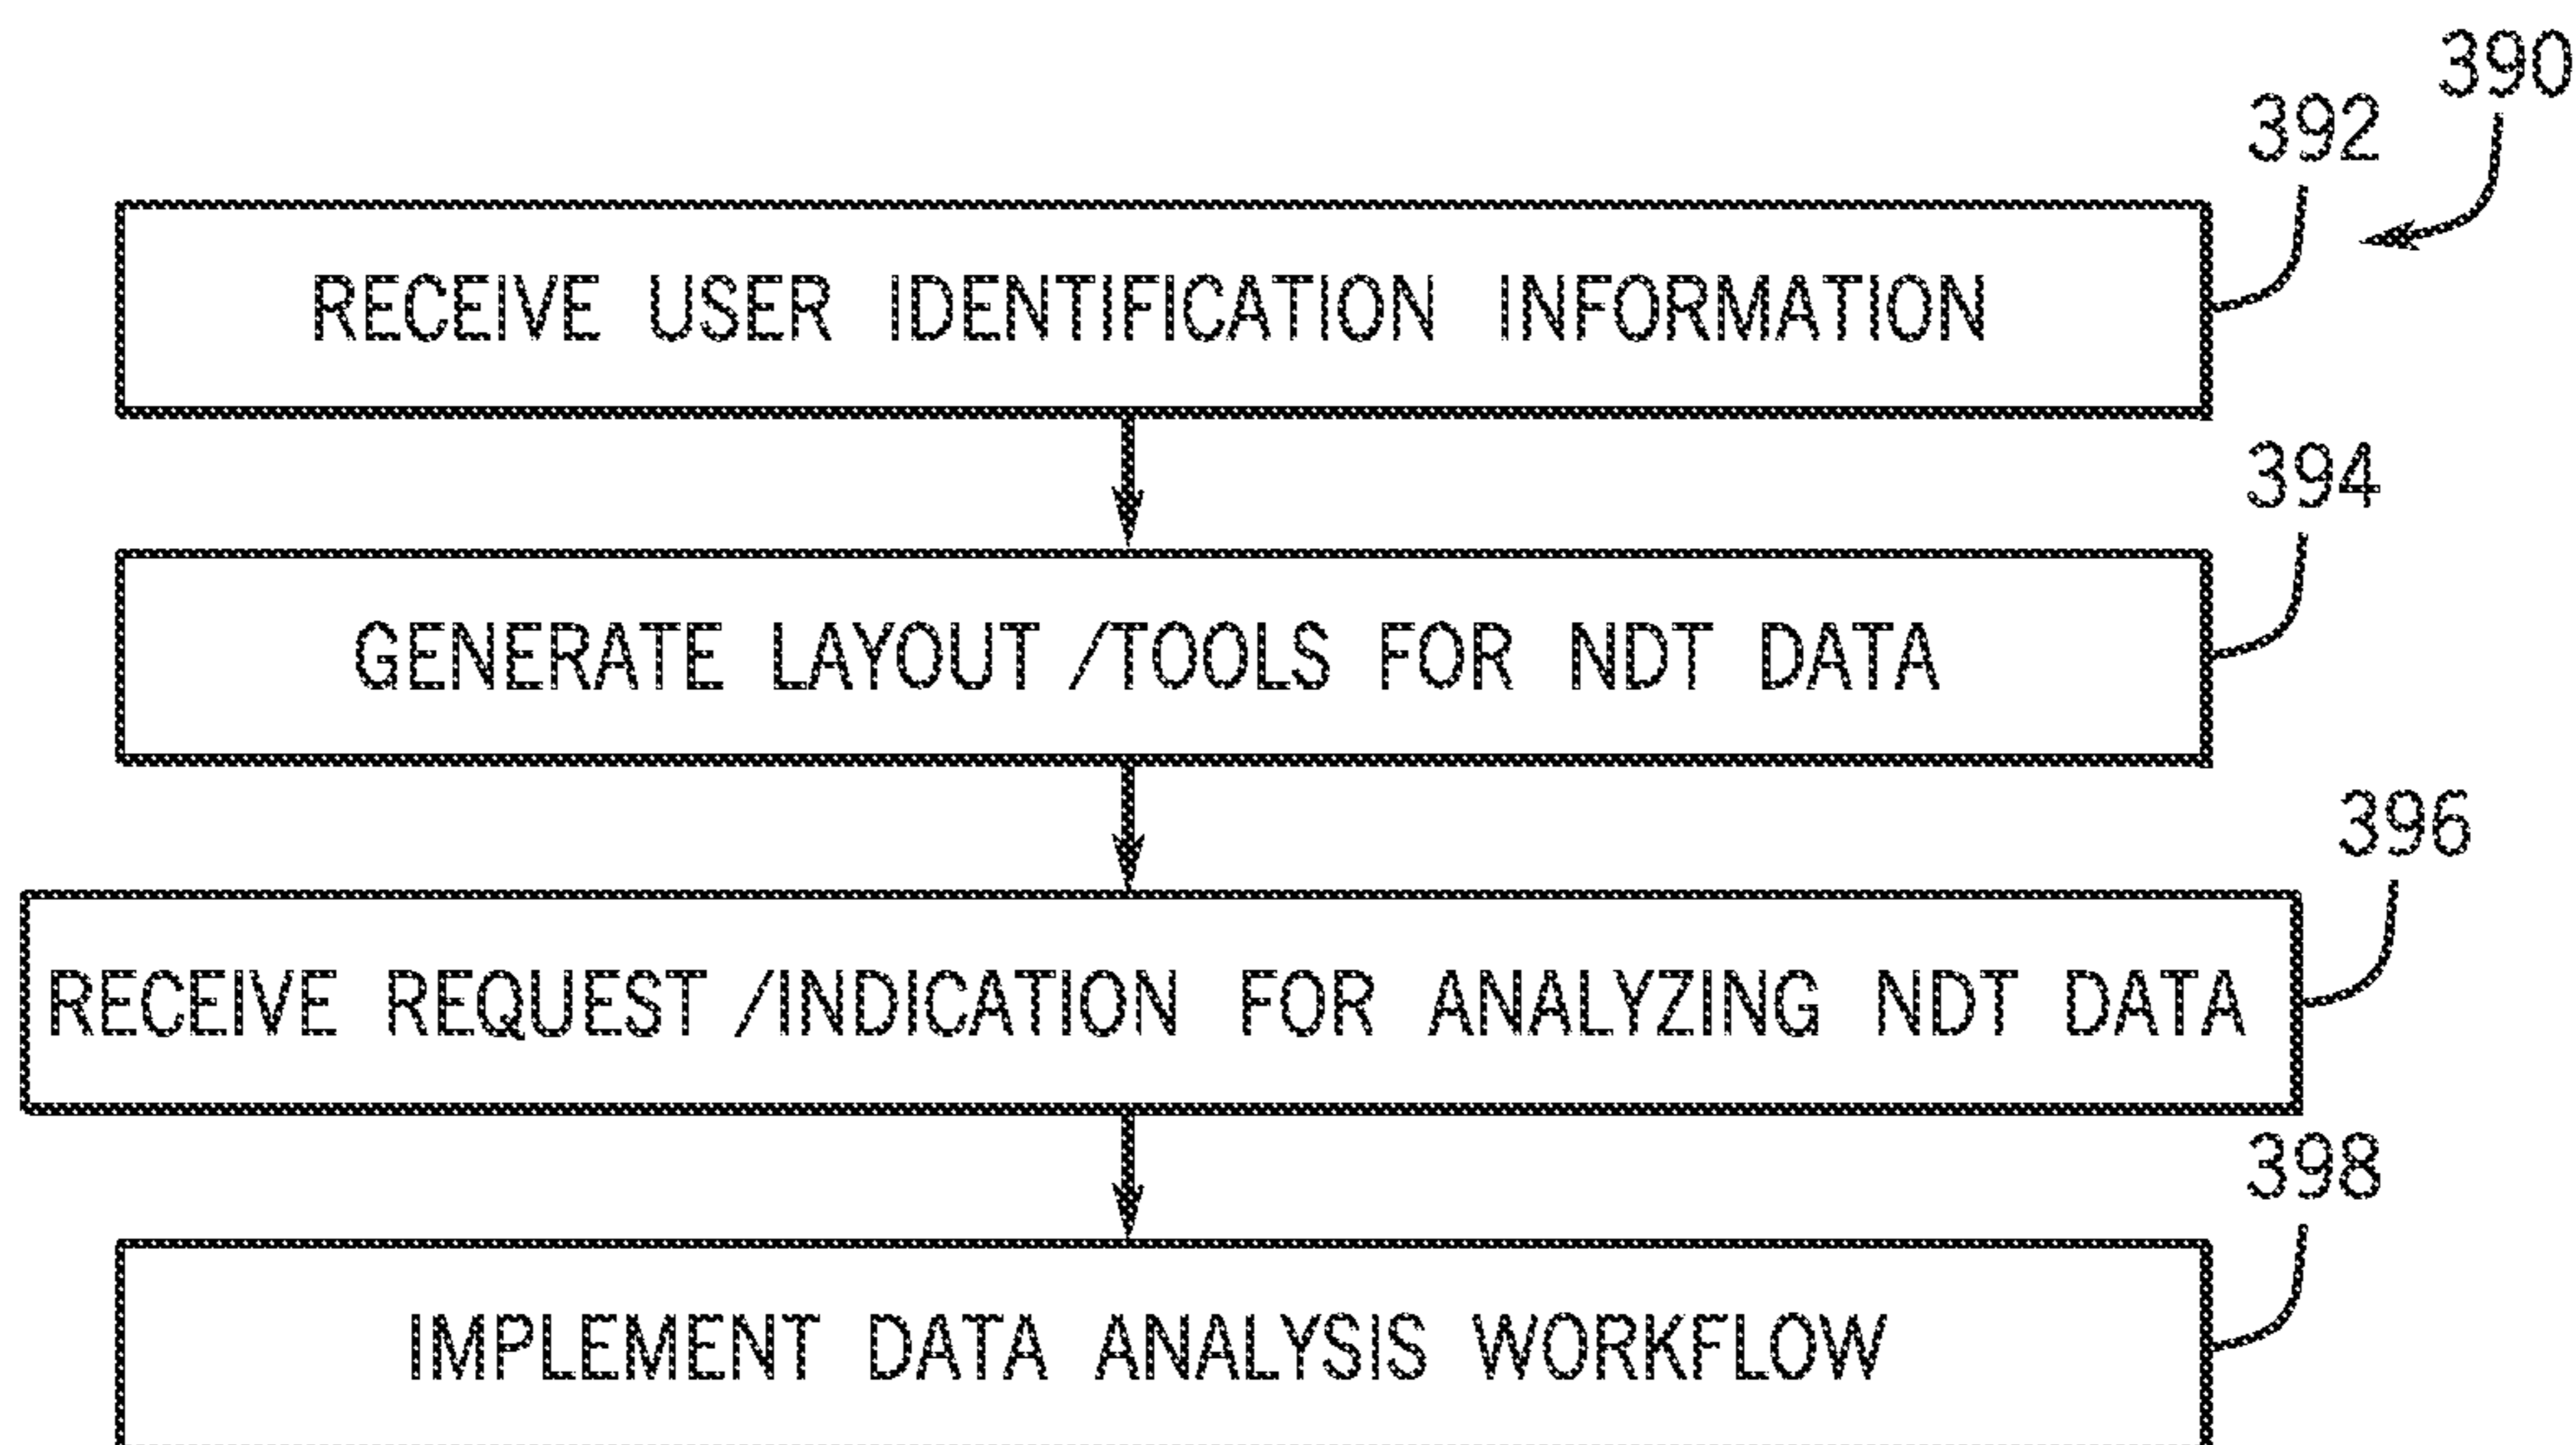 390
392
RECEIVE USER IDENTIFICATION INFORMATION
394
GENERATE LAYOUT /TOOLS FOR NDT DATA
396
RECEIVE REQUEST /INDICATION FOR ANALYZING NDT DATA
398
IMPLEMENT DATA ANALYSIS WORKFLOW